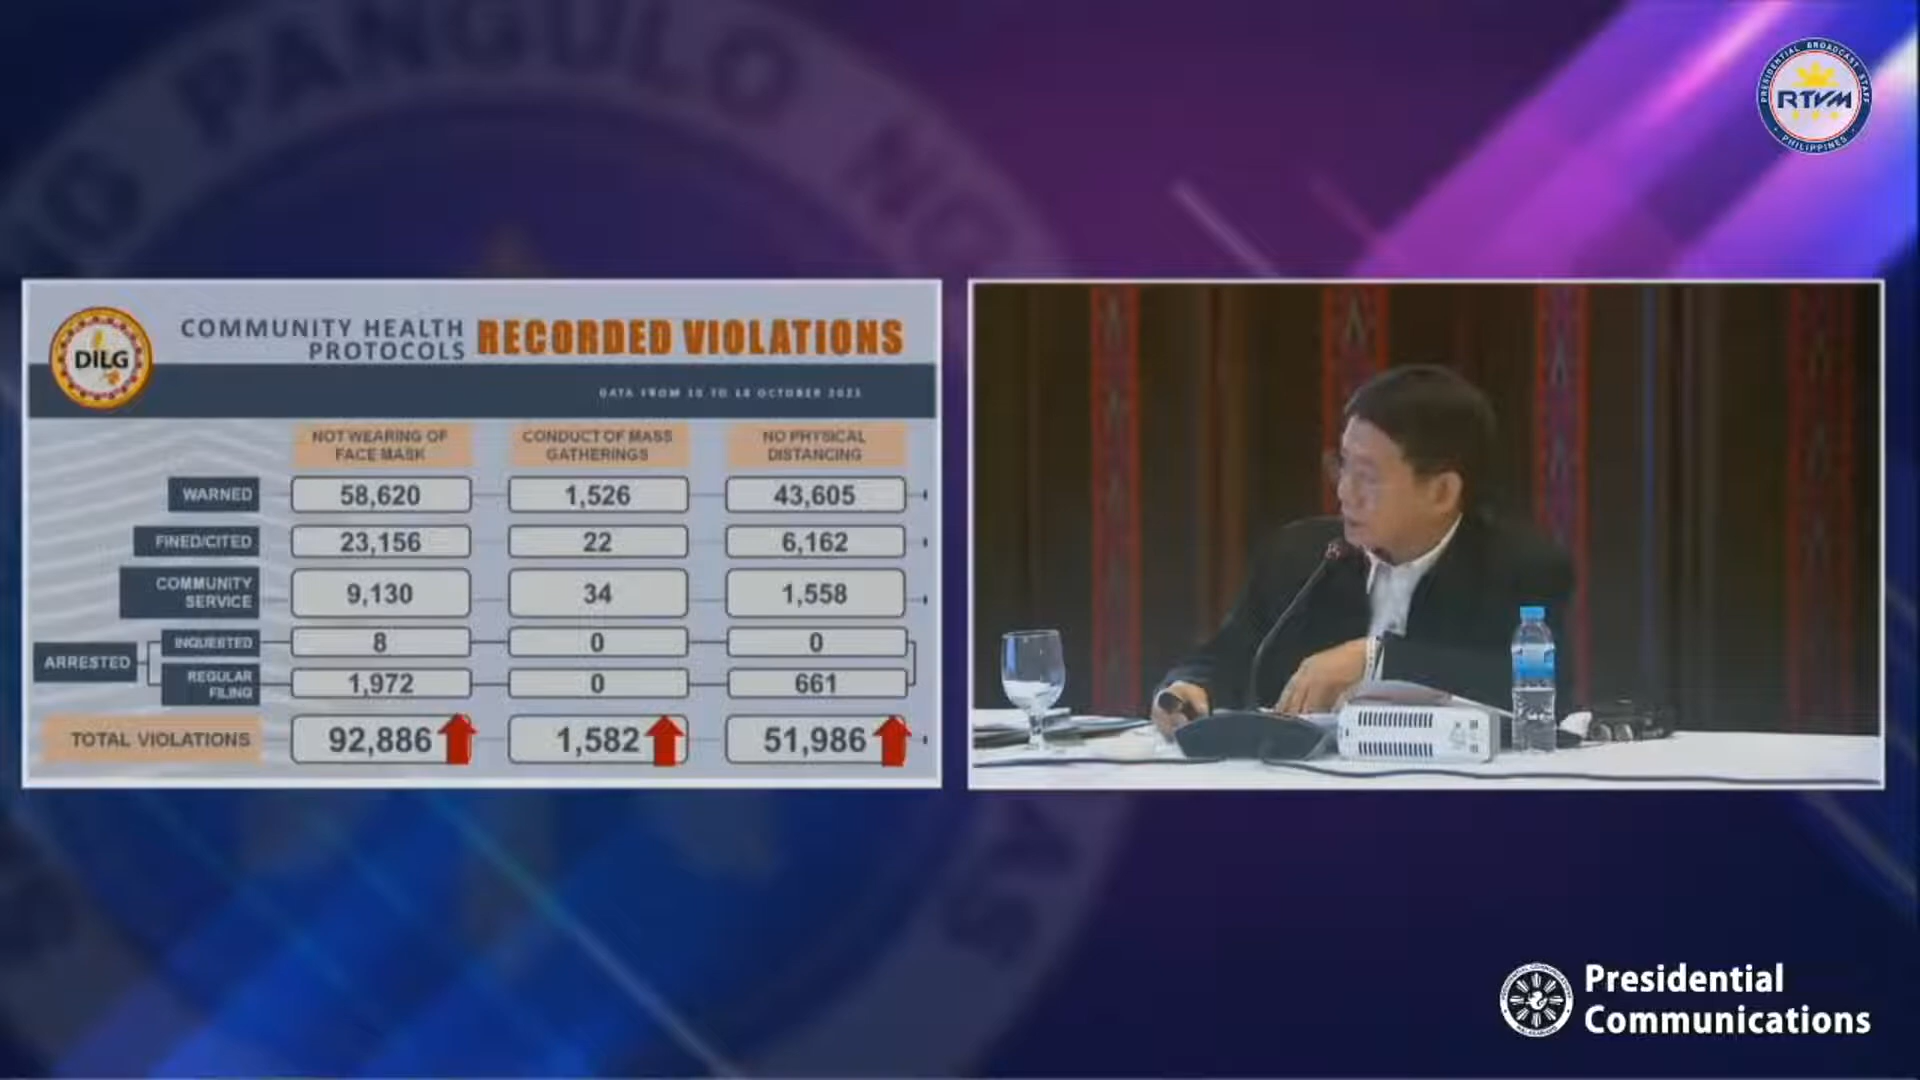 PANGULO NG
PRESIDENTIAL BROADCAST STAFF
RTVM
PHILIPPINES
DILG
COMMUNITY HEALTH
PROTOCOLS
RECORDED VIOLATIONS
NOT WEARING OF
FACE MASK
CONDUCT OF MASS
GATHERINGS
NO PHYSICAL
DISTANCING
WARNED
58,620
1,526
43,605
FINED/CITED
23,156
22
6,162
COMMUNITY
SERVICE
9,130
34
1,558
ARRESTED
INQUESTED
8
0
0
REGULAR
FILING
1,972
0
661
TOTAL VIOLATIONS
92,886
1,582
51,986
Presidential
Communications